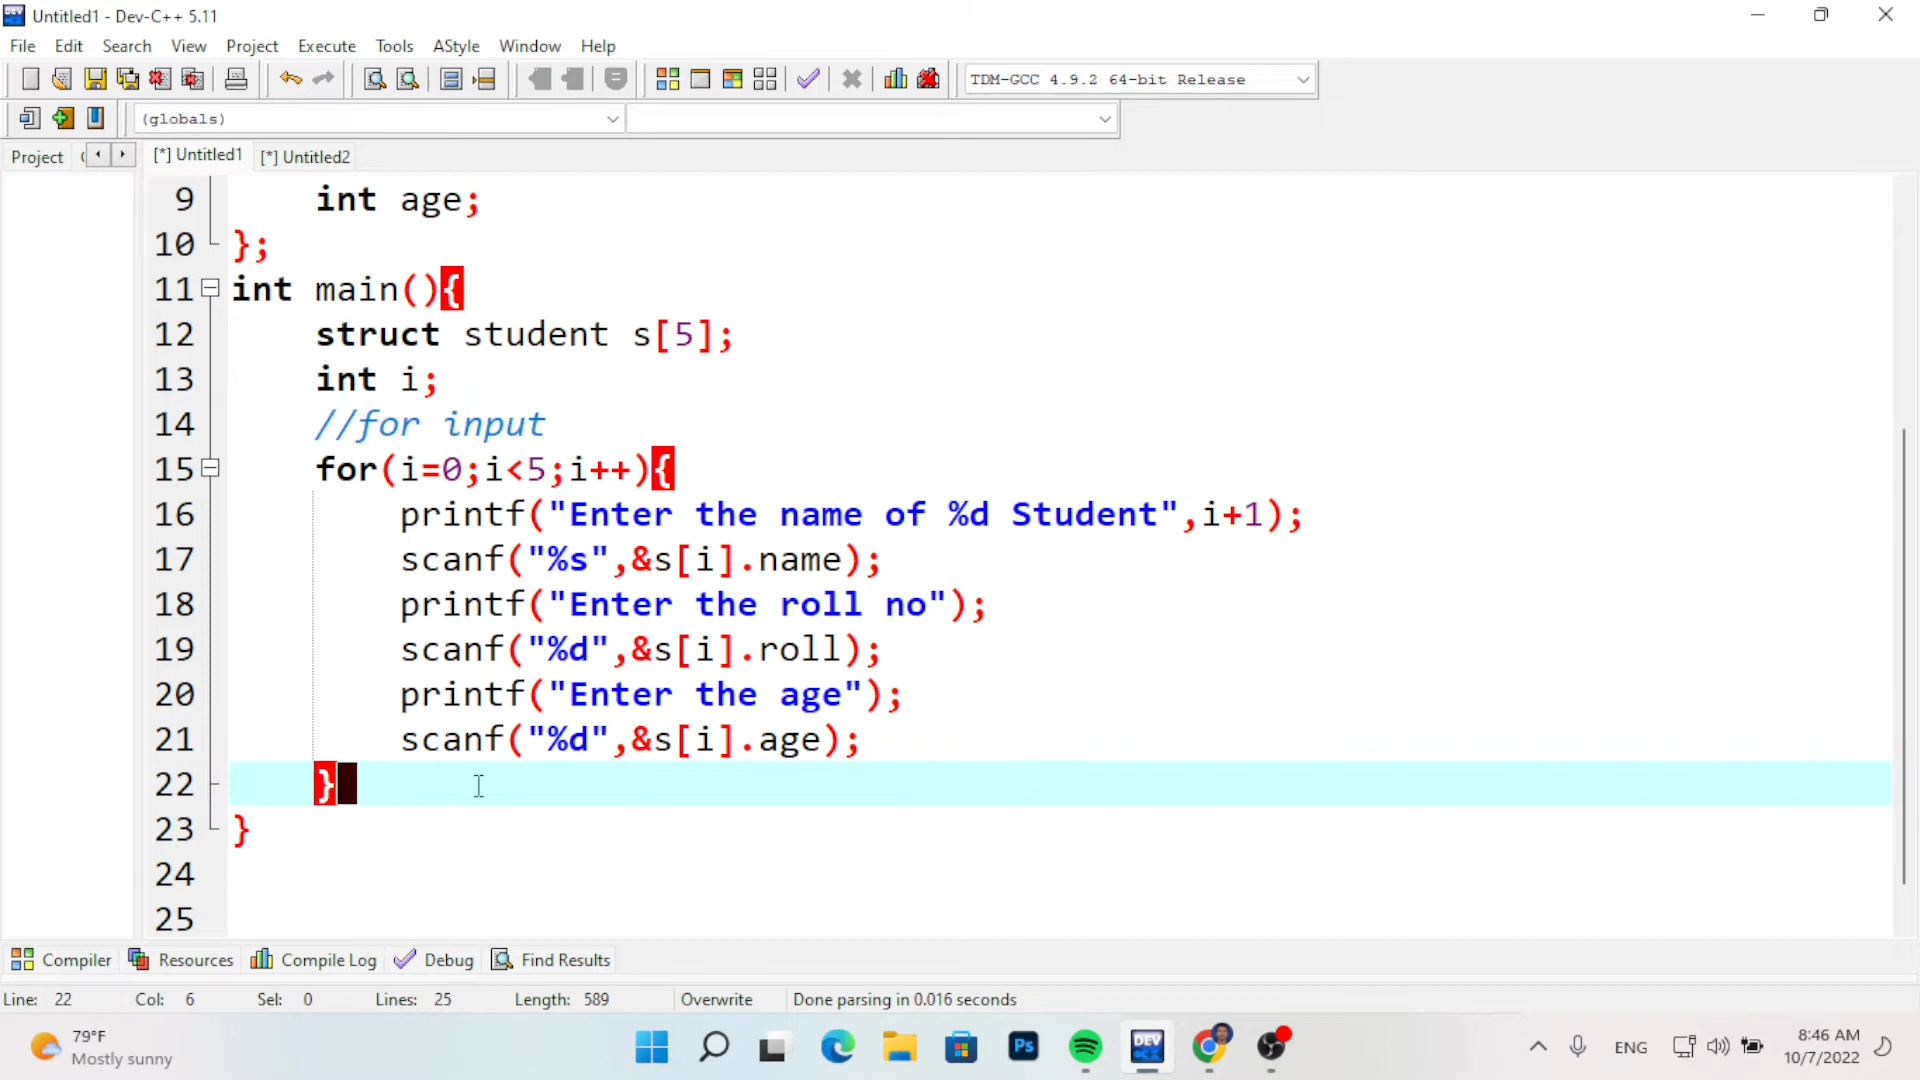 Untitled1 - Dev-C++ 5.11
File Edit Search View Project Execute Tools AStyle Window Help
TDM-GCC 4.9.2 64-bit Release
(globals)
Project [*] Untitled1 [*] Untitled2
9 int age;
10 };
11 int main(){
12 struct student s[5];
13 int i;
14 //for input
15 for(i=0;i<5;i++){
16 printf("Enter the name of %d Student",i+1);
17 scanf("%s",&s[i].name);
18 printf("Enter the roll no");
19 scanf("%d",&s[i].roll);
20 printf("Enter the age");
21 scanf("%d",&s[i].age);
22 }
23 }
24
25
Compiler Resources Compile Log Debug Find Results
Line: 22 Col: 6 Sel: 0 Lines: 25 Length: 589 Overwrite Done parsing in 0.016 seconds
79°F
Mostly sunny
Ps
DEV
ENG
8:46 AM
10/7/2022